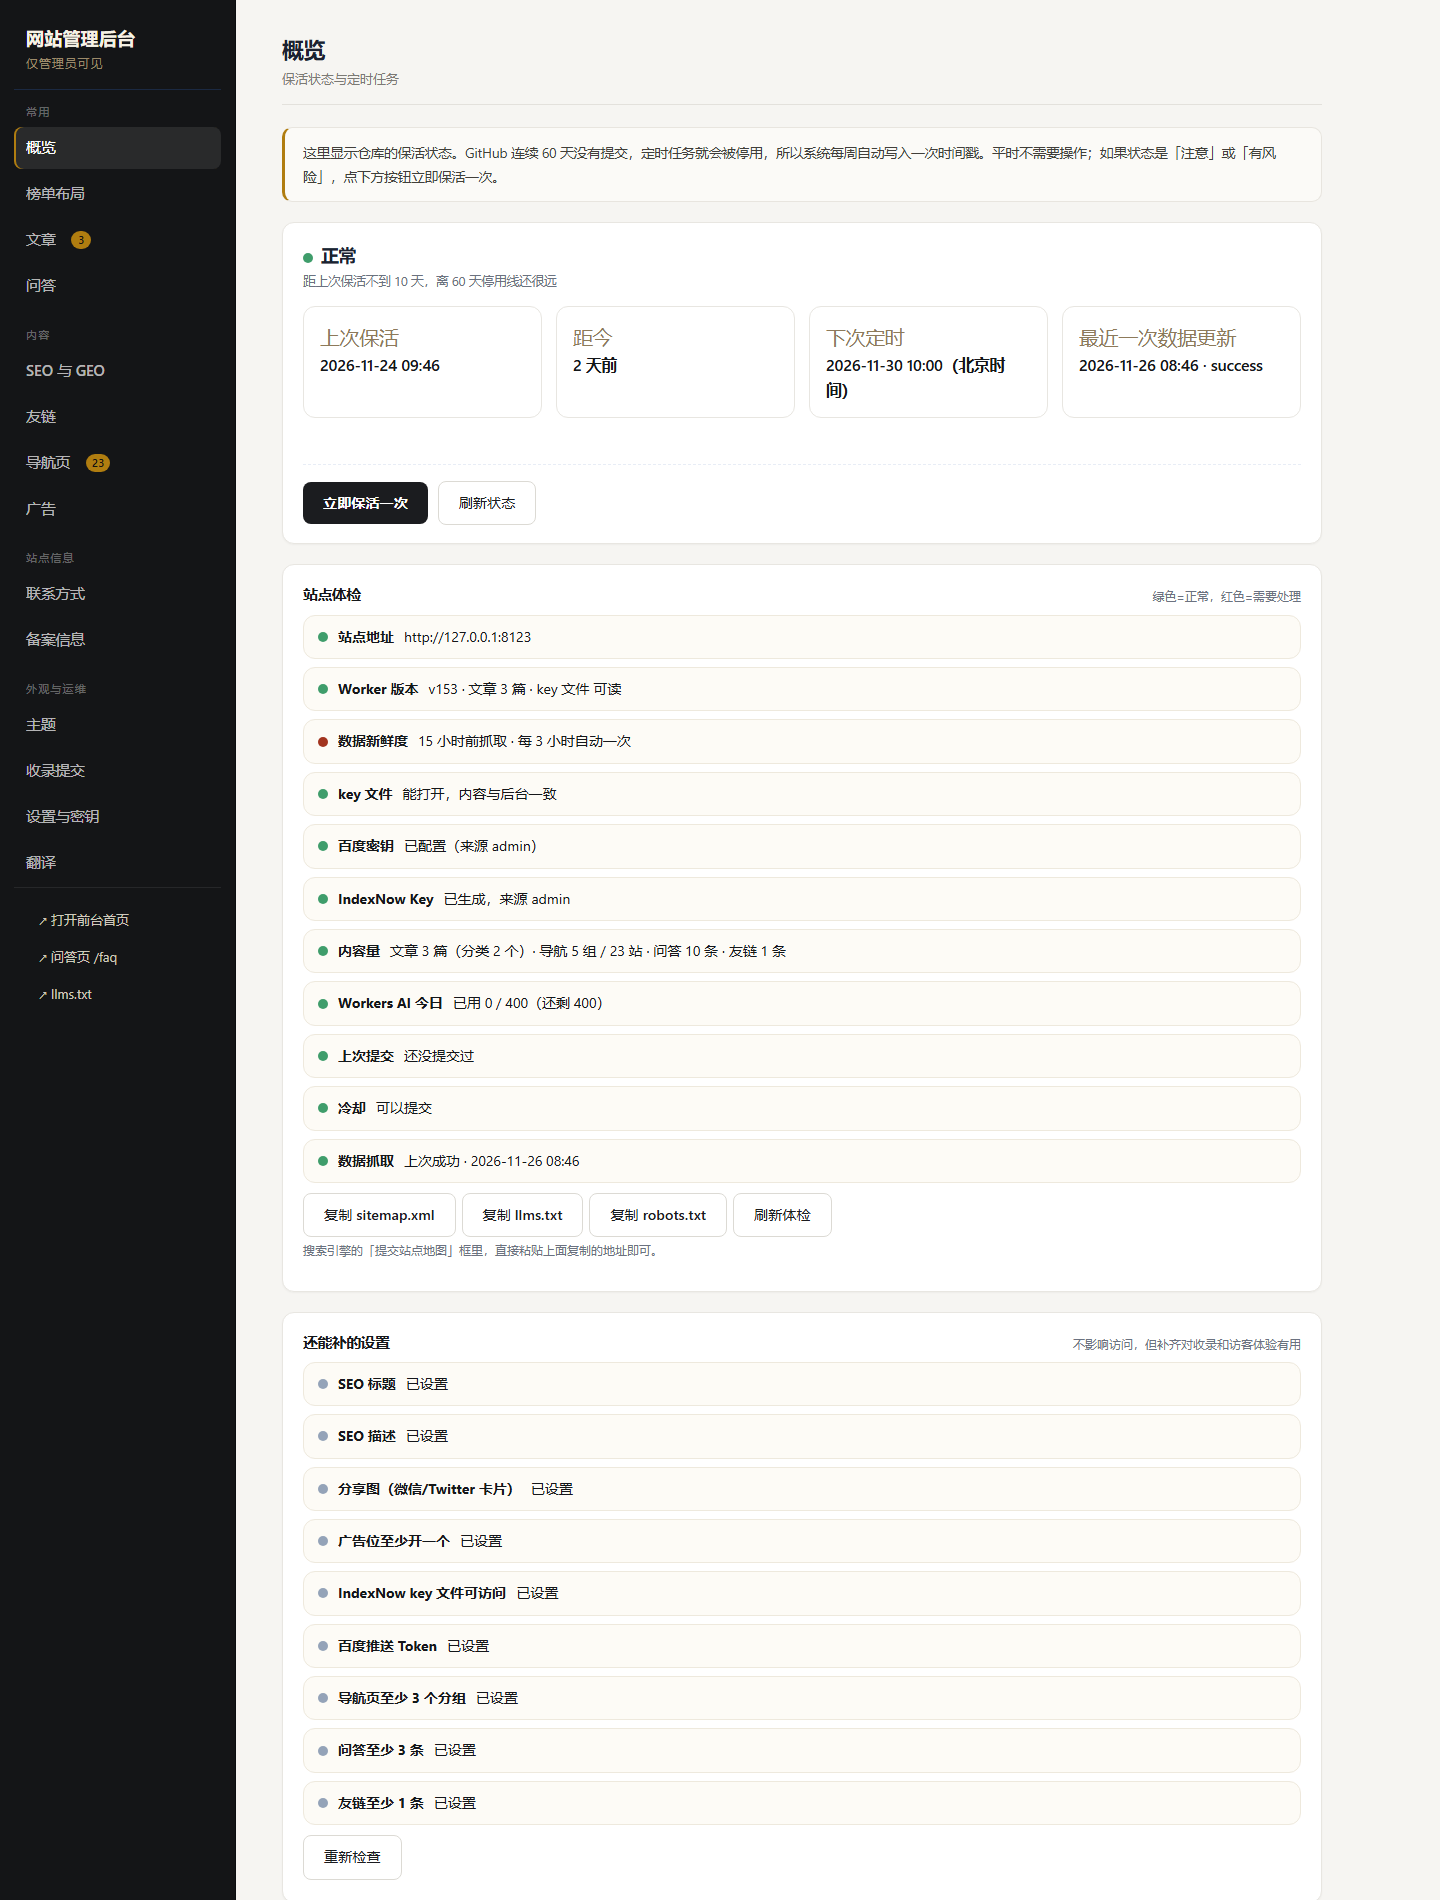 网站管理后台
仅管理员可见
常用
概览
榜单布局
文章 3
问答
内容
SEO 与 GEO
友链
导航页 23
广告
站点信息
联系方式
备案信息
外观与运维
主题
收录提交
设置与密钥
翻译
↗ 打开前台首页
↗ 问答页 /faq
↗ llms.txt
概览
保活状态与定时任务
这里显示仓库的保活状态。GitHub 连续 60 天没有提交，定时任务就会被停用，所以系统每周自动写入一次时间戳。平时不需要操作；如果状态是「注意」或「有风
险」，点下方按钮立即保活一次。
正常
距上次保活不到 10 天，离 60 天停用线还很远
上次保活
2026-11-24 09:46
距今
2 天前
下次定时
2026-11-30 10:00（北京时
间）
最近一次数据更新
2026-11-26 08:46 · success
立即保活一次
刷新状态
站点体检
绿色=正常，红色=需要处理
站点地址 http://127.0.0.1:8123
Worker 版本 v153 · 文章 3 篇 · key 文件 可读
数据新鲜度 15 小时前抓取 · 每 3 小时自动一次
key 文件 能打开，内容与后台一致
百度密钥 已配置（来源 admin）
IndexNow Key 已生成，来源 admin
内容量 文章 3 篇（分类 2 个）· 导航 5 组 / 23 站 · 问答 10 条 · 友链 1 条
Workers AI 今日 已用 0 / 400（还剩 400）
上次提交 还没提交过
冷却 可以提交
数据抓取 上次成功 · 2026-11-26 08:46
复制 sitemap.xml
复制 llms.txt
复制 robots.txt
刷新体检
搜索引擎的「提交站点地图」框里，直接粘贴上面复制的地址即可。
还能补的设置
不影响访问，但补齐对收录和访客体验有用
SEO 标题 已设置
SEO 描述 已设置
分享图（微信/Twitter 卡片） 已设置
广告位至少开一个 已设置
IndexNow key 文件可访问 已设置
百度推送 Token 已设置
导航页至少 3 个分组 已设置
问答至少 3 条 已设置
友链至少 1 条 已设置
重新检查